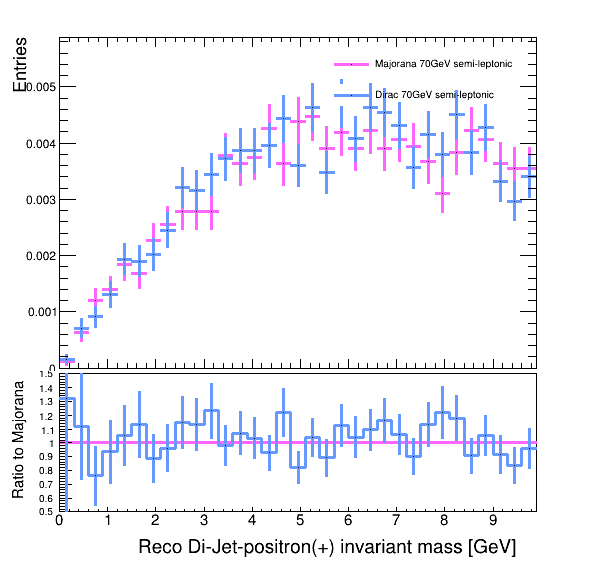 Entries
Majorana 70GeV semi-leptonic
Dirac 70GeV semi-leptonic
0.005
0.004
0.003
0.002
0.001
0
Ratio to Majorana
1.5
1.4
1.3
1.2
1.1
1
0.9
0.8
0.7
0.6
0.5
0 1 2 3 4 5 6 7 8 9
Reco Di-Jet-positron(+) invariant mass [GeV]